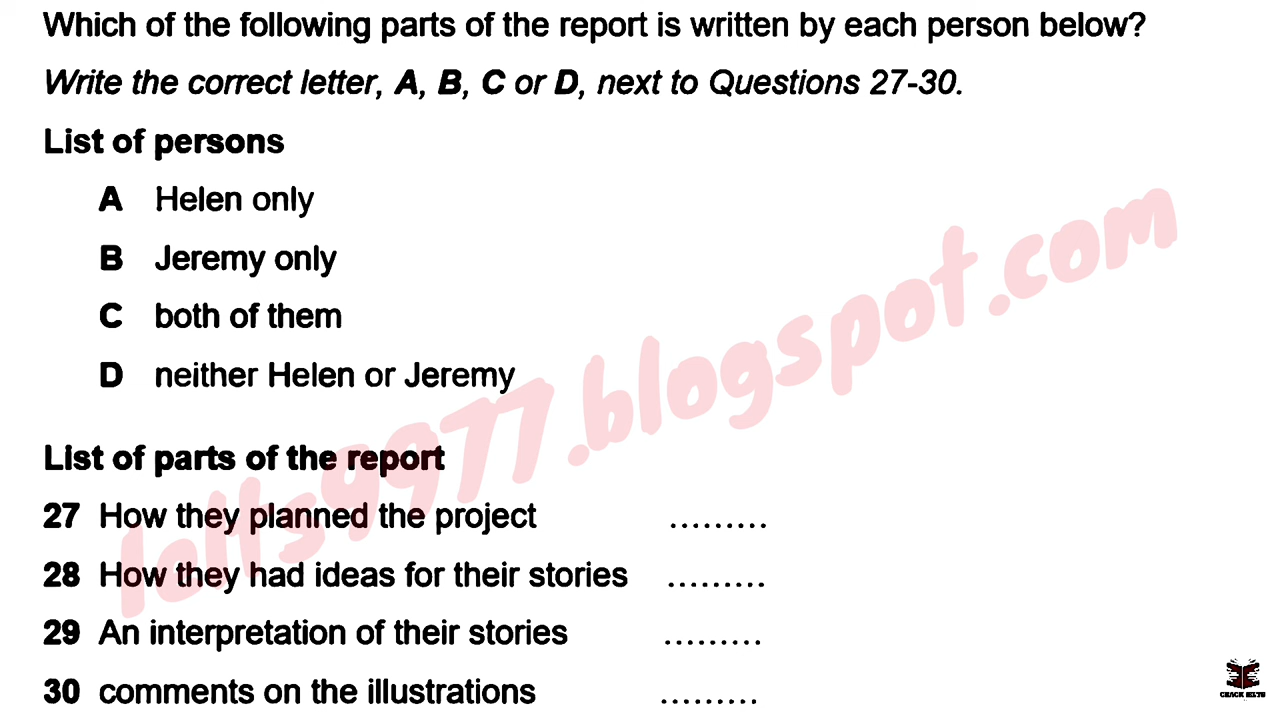 Which of the following parts of the report is written by each person below?
Write the correct letter, A, B, C or D, next to Questions 27-30.
List of persons
A Helen only
B Jeremy only
C both of them
D neither Helen or Jeremy
List of parts of the report
27 How they planned the project .........
28 How they had ideas for their stories .........
29 An interpretation of their stories .........
30 comments on the illustrations .........
ielts9977.blogspot.com
CRACK IELTS